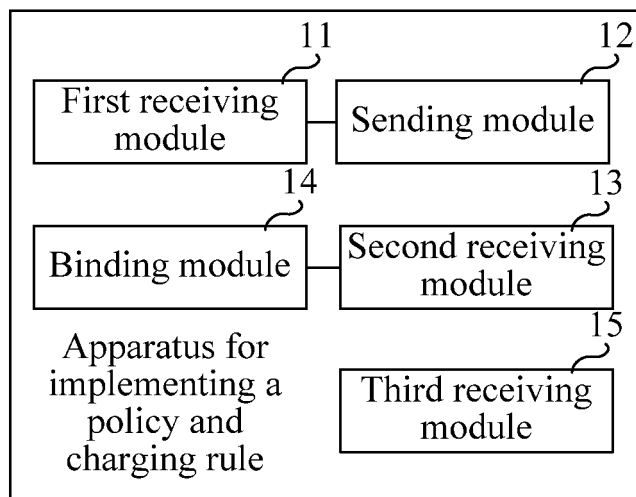 11
12
First receiving
module
Sending module
14
13
Binding module
Second receiving
module
15
Apparatus for
implementing a
policy and
charging rule
Third receiving
module